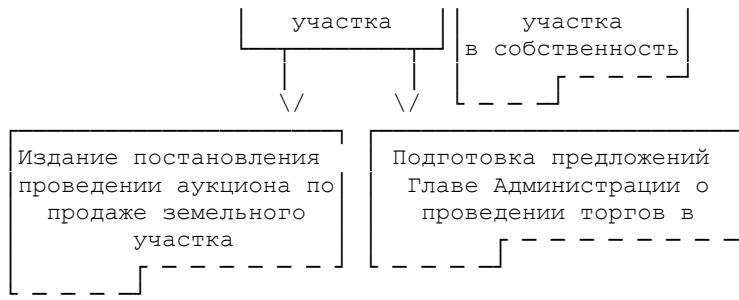 участка
участка
в собственность
Издание постановления
проведении аукциона по
продаже земельного
участка
Подготовка предложений
Главе Администрации о
проведении торгов в